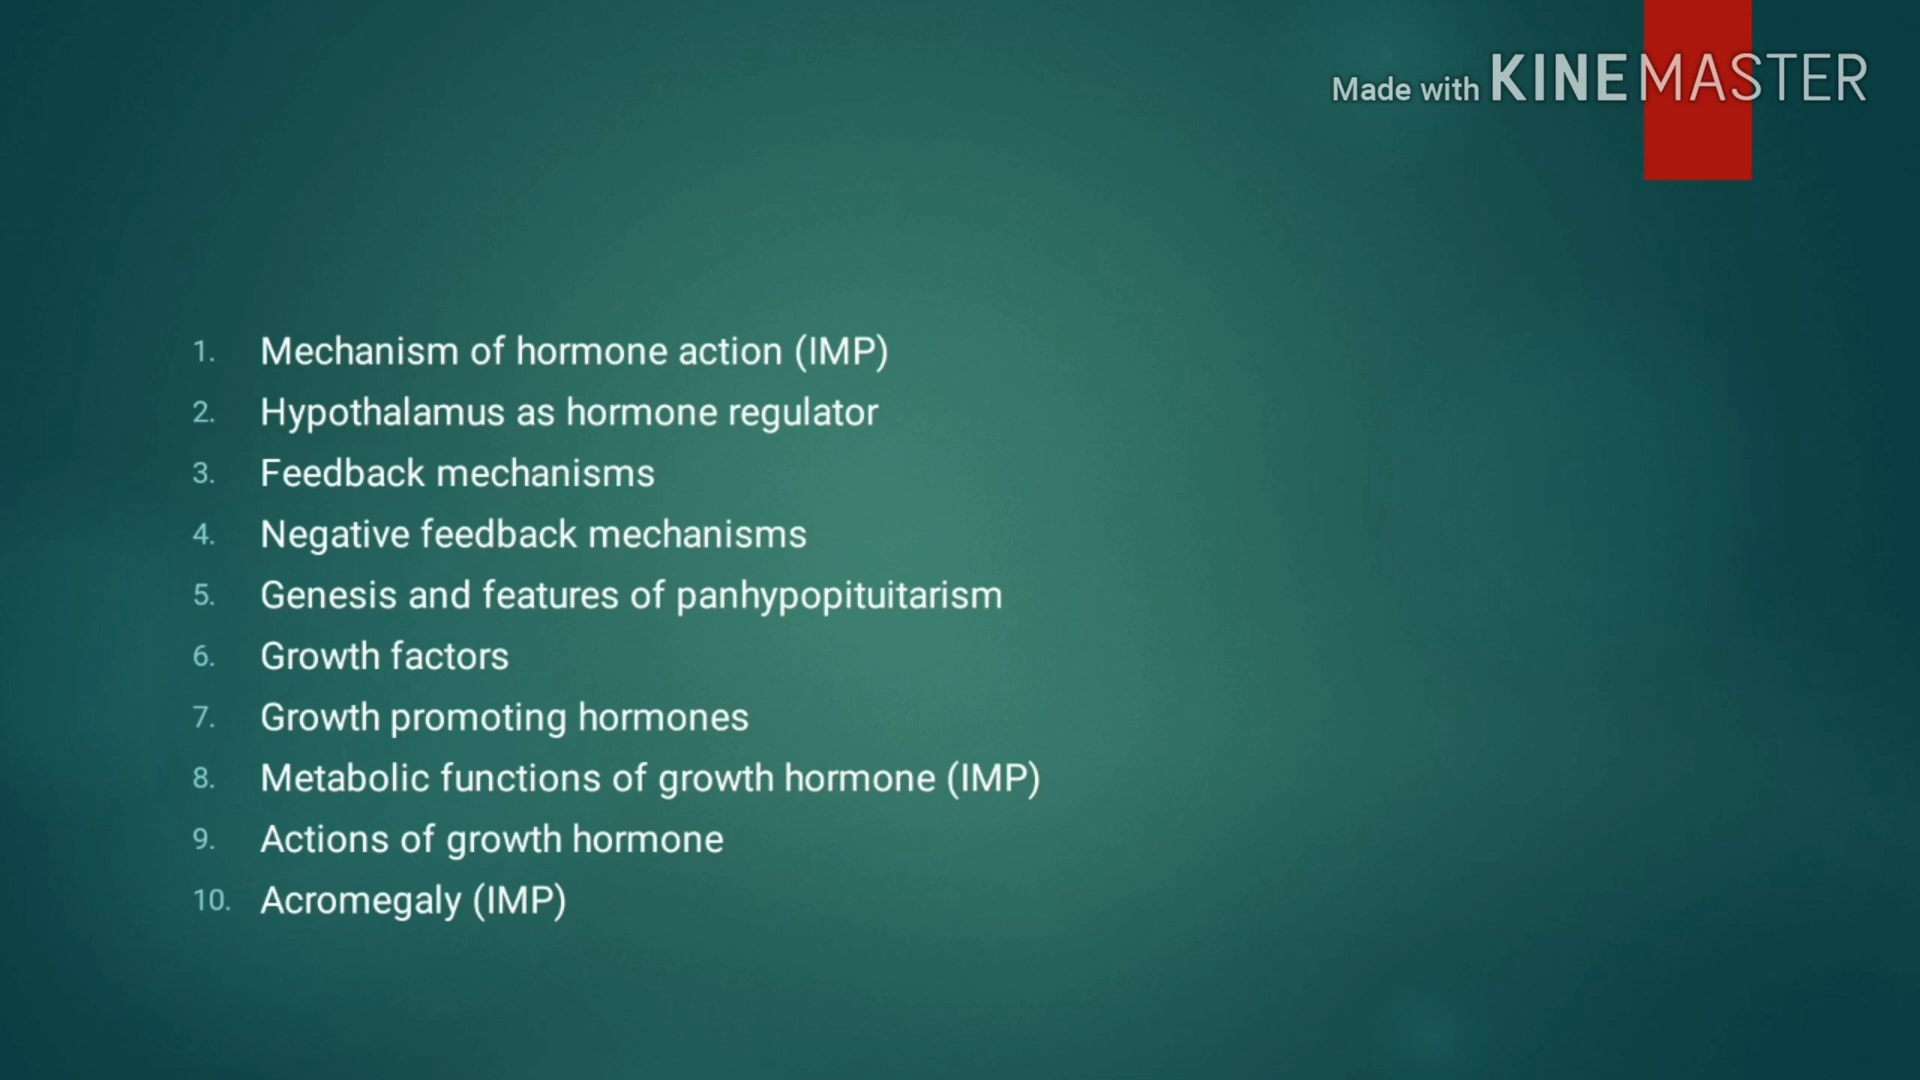 Made with KINEMASTER
1. Mechanism of hormone action (IMP)
2. Hypothalamus as hormone regulator
3. Feedback mechanisms
4. Negative feedback mechanisms
5. Genesis and features of panhypopituitarism
6. Growth factors
7. Growth promoting hormones
8. Metabolic functions of growth hormone (IMP)
9. Actions of growth hormone
10. Acromegaly (IMP)